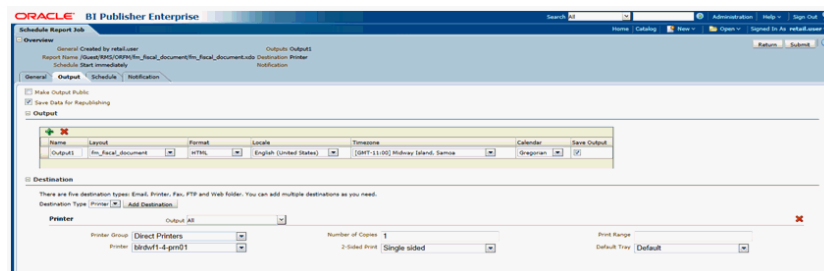 ORACLE BI Publisher Enterprise Search All Administration Help Sign Out
Schedule Report Job Home Catalog New Open Signed In As retail.user
Overview Return Submit
General Created by retail.user Outputs Output1
Report Name /Guest/RMS/ORFM/fm_fiscal_document/fm_fiscal_document.xdo Destination Printer
Schedule Start immediately Notification
General Output Schedule Notification
Make Output Public
Save Data for Republishing
Output
Name Layout Format Locale Timezone Calendar Save Output
Output1 fm_fiscal_document HTML English (United States) [GMT-11:00] Midway Island, Samoa Gregorian
Destination
There are five destination types: Email, Printer, Fax, FTP and Web folder. You can add multiple destinations as you need.
Destination Type Printer Add Destination
Printer Output All
Printer Group Direct Printers Number of Copies 1 Print Range
Printer blrdwf1-4-prn01 2-Sided Print Single sided Default Tray Default